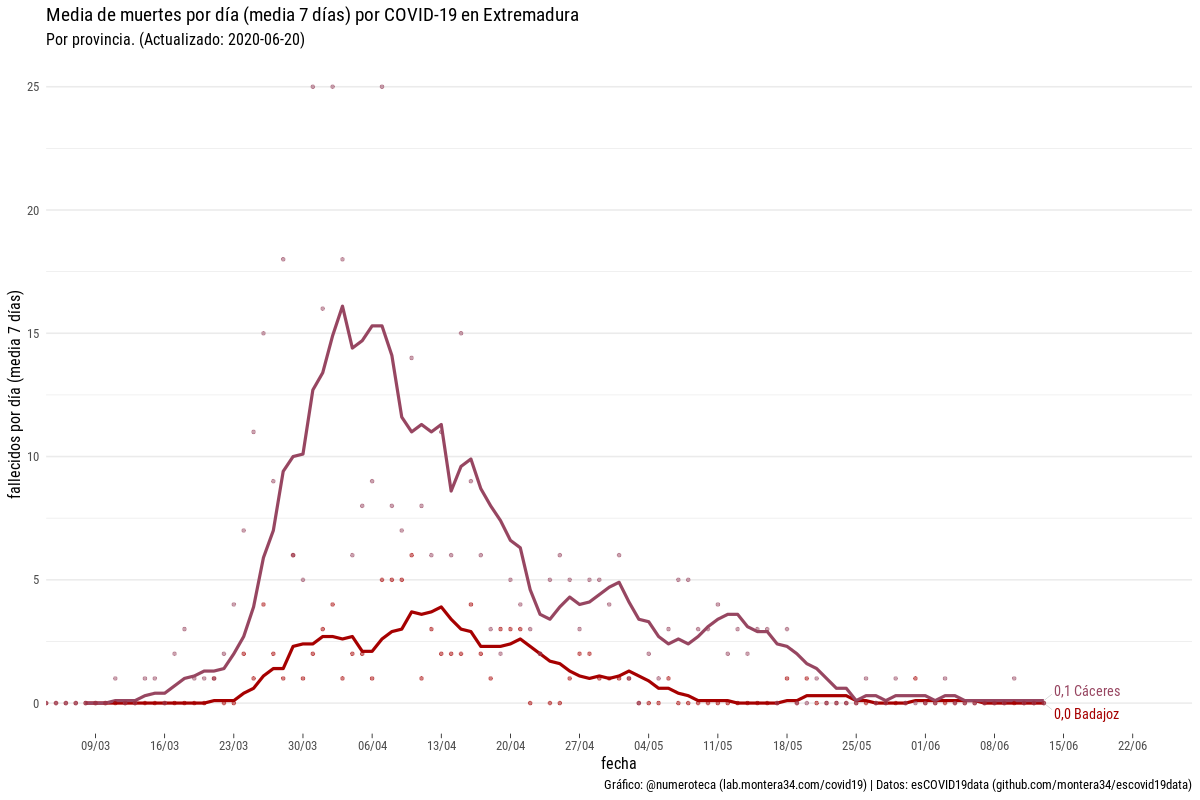 Media de muertes por día (media 7 días) por COVID-19 en Extremadura
Por provincia. (Actualizado: 2020-06-20)
fallecidos por día (media 7 días)
25
20
15
10
5
0
0,1 Cáceres
0,0 Badajoz
09/03 16/03 23/03 30/03 06/04 13/04 20/04 27/04 04/05 11/05 18/05 25/05 01/06 08/06 15/06 22/06
fecha
Gráfico: @numeroteca (lab.montera34.com/covid19) | Datos: esCOVID19data (github.com/montera34/escovid19data)